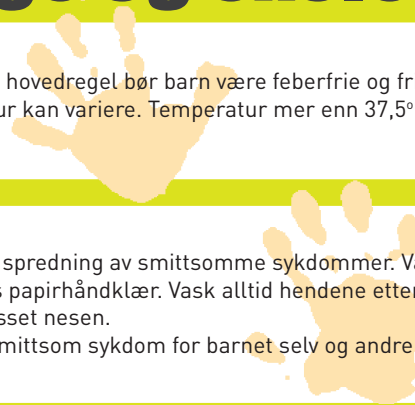 hovedregel bør barn være feberfrie og fr
ur kan variere. Temperatur mer enn 37,5°
spredning av smittsomme sykdommer. Va
s papirhåndklær. Vask alltid hendene etter
sset nesen.
mittsom sykdom for barnet selv og andre